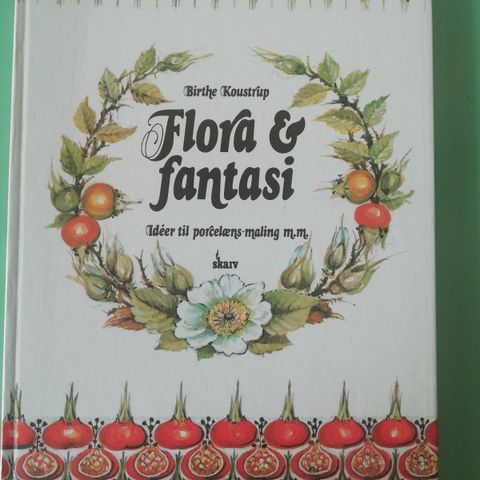 Birthe Koustrup
Flora &
fantasi
Idéer til porcelæns-maling m.m.
skarv